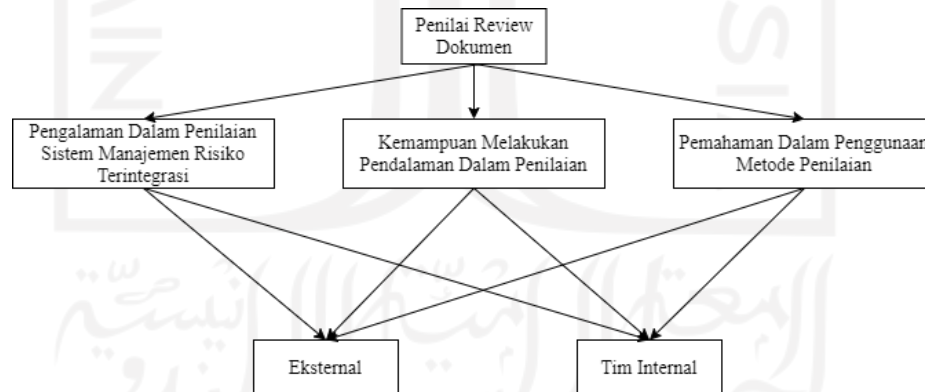 Penilai Review
Dokumen
Pengalaman Dalam Penilaian
Sistem Manajemen Risiko
Terintegrasi
Kemampuan Melakukan
Pendalaman Dalam Penilaian
Pemahaman Dalam Penggunaan
Metode Penilaian
Eksternal
Tim Internal